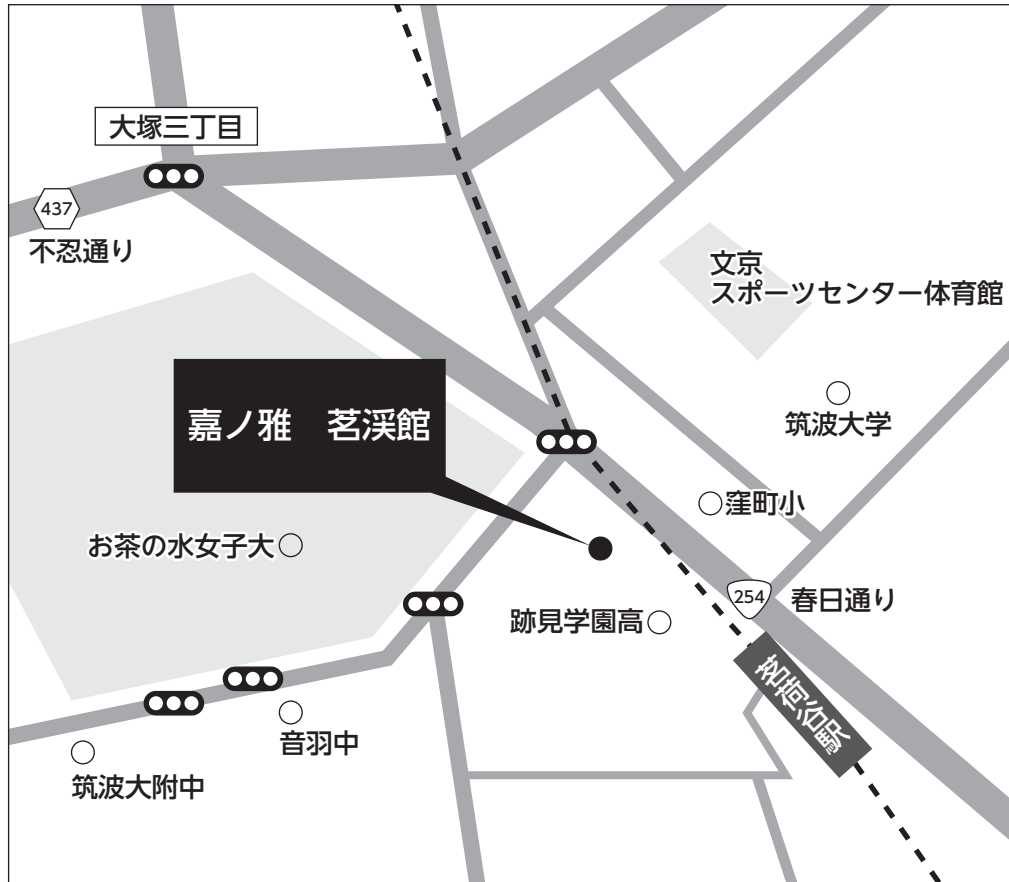 大塚三丁目
437
不忍通り
文京
スポーツセンター体育館
嘉ノ雅　茗渓館
筑波大学
窪町小
お茶の水女子大
254
春日通り
跡見学園高
茗荷谷駅
音羽中
筑波大附中